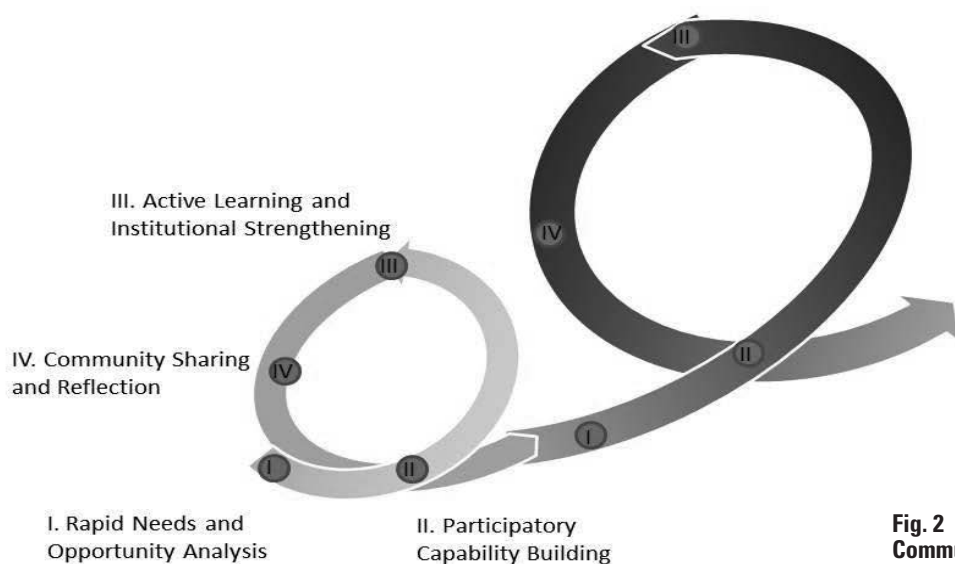 III
III. Active Learning and
Institutional Strengthening
III
IV
IV. Community Sharing
and Reflection
IV
II
I
I
II
I. Rapid Needs and
Opportunity Analysis
II. Participatory
Capability Building
Fig. 2